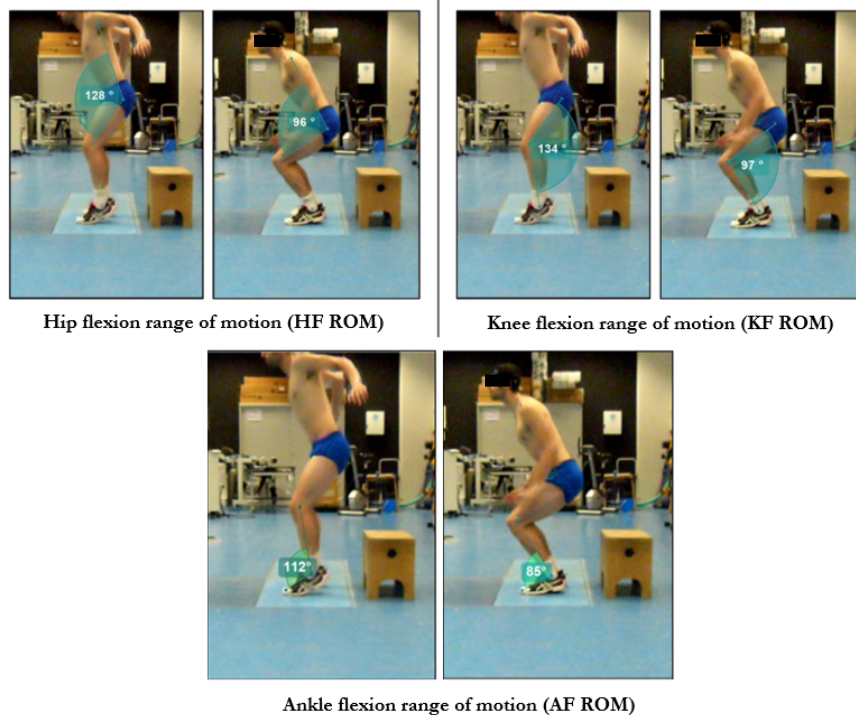 128 °
96 °
134 °
97 °
Hip flexion range of motion (HF ROM)
Knee flexion range of motion (KF ROM)
112°
85°
Ankle flexion range of motion (AF ROM)